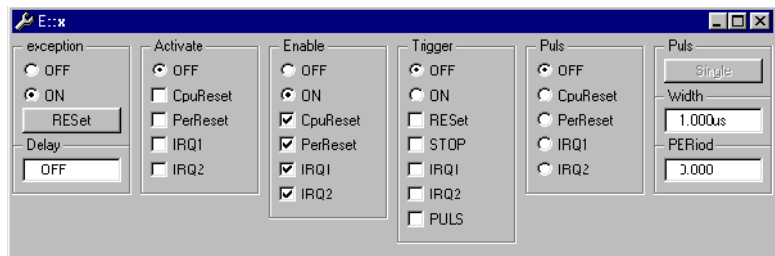 E::x
exception
OFF
ON
RESet
Delay
OFF
Activate
OFF
CpuReset
PerReset
IRQ1
IRQ2
Enable
OFF
ON
CpuReset
PerReset
IRQ1
IRQ2
Trigger
OFF
ON
RESet
STOP
IRQ1
IRQ2
PULS
Puls
OFF
CpuReset
PerReset
IRQ1
IRQ2
Puls
Single
Width
1.000us
PERiod
0.000